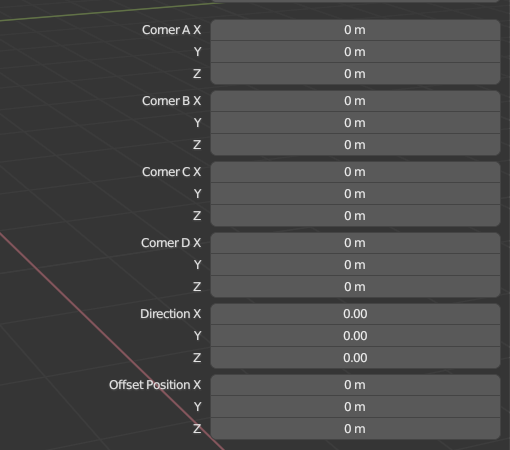 Corner A X 0 m
Y 0 m
Z 0 m
Corner B X 0 m
Y 0 m
Z 0 m
Corner C X 0 m
Y 0 m
Z 0 m
Corner D X 0 m
Y 0 m
Z 0 m
Direction X 0.00
Y 0.00
Z 0.00
Offset Position X 0 m
Y 0 m
Z 0 m